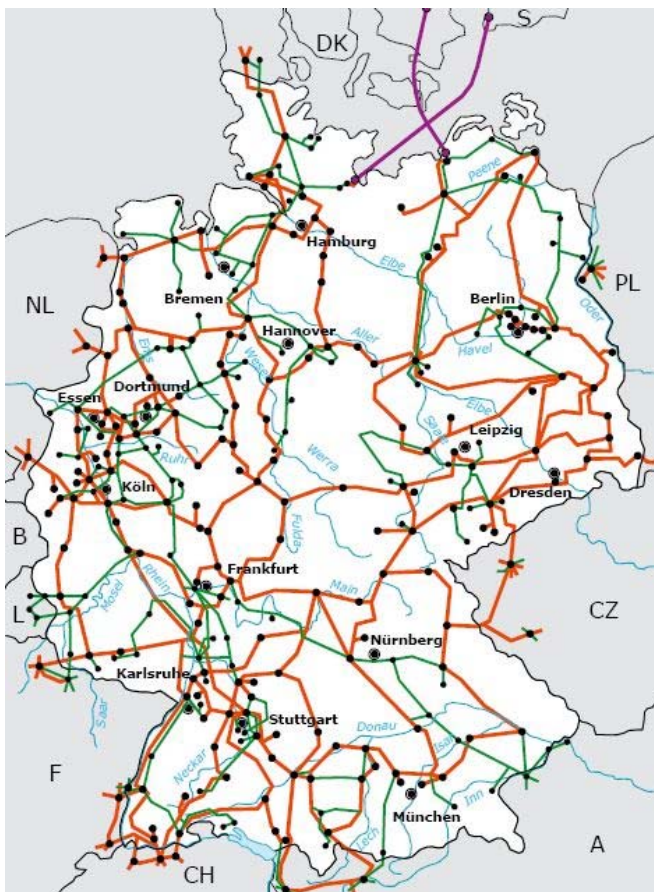 S
DK
Peene
Hamburg
Elbe
PL
Bremen
NL
Berlin
Oder
Hannover
Aller
Ems
Weser
Havel
Dortmund
Essen
Elbe
Saale
Leipzig
Ruhr
Werra
Köln
Dresden
B
Fulda
Frankfurt
Rhein
Mosel
Main
L
CZ
Nürnberg
Karlsruhe
Saar
Stuttgart
Donau
Isar
Neckar
F
Inn
München
Lech
A
CH